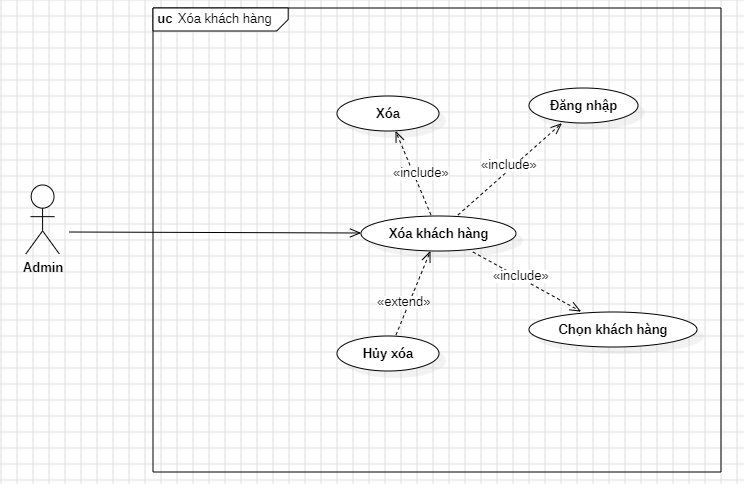 uc Xóa khách hàng
Xóa
Đăng nhập
«include»
«include»
Xóa khách hàng
Admin
«include»
«extend»
Chọn khách hàng
Hủy xóa